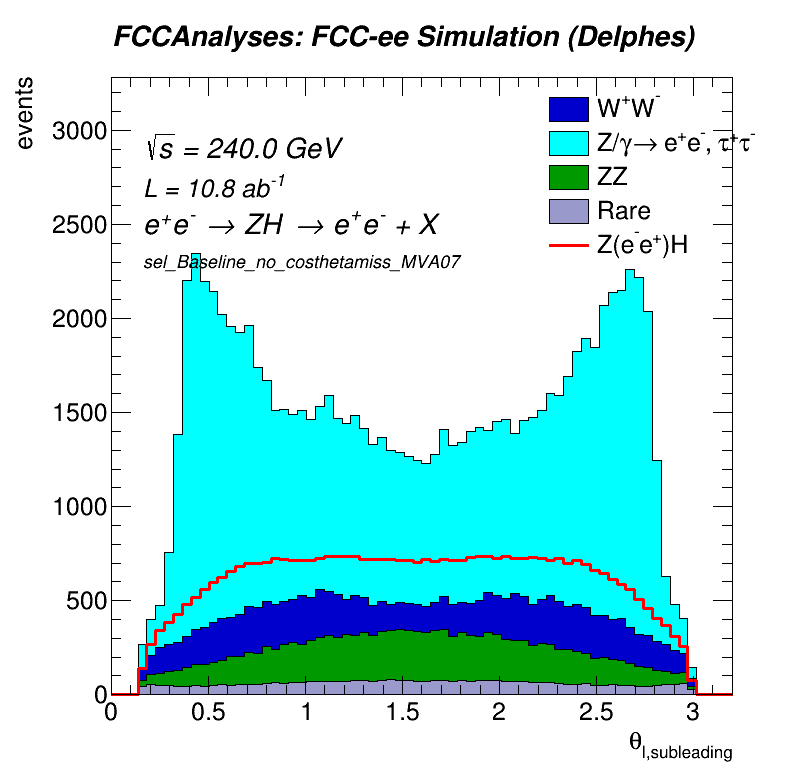 FCCAnalyses: FCC-ee Simulation (Delphes)
events
3000
2500
2000
1500
1000
500
0
√s = 240.0 GeV
L = 10.8 ab⁻¹
e⁺e⁻ → ZH → e⁺e⁻ + X
sel_Baseline_no_costhetamiss_MVA07
W⁺W⁻
Z/γ→ e⁺e⁻, τ⁺τ⁻
ZZ
Rare
Z(e⁻e⁺)H
0 0.5 1 1.5 2 2.5 3
θl,subleading